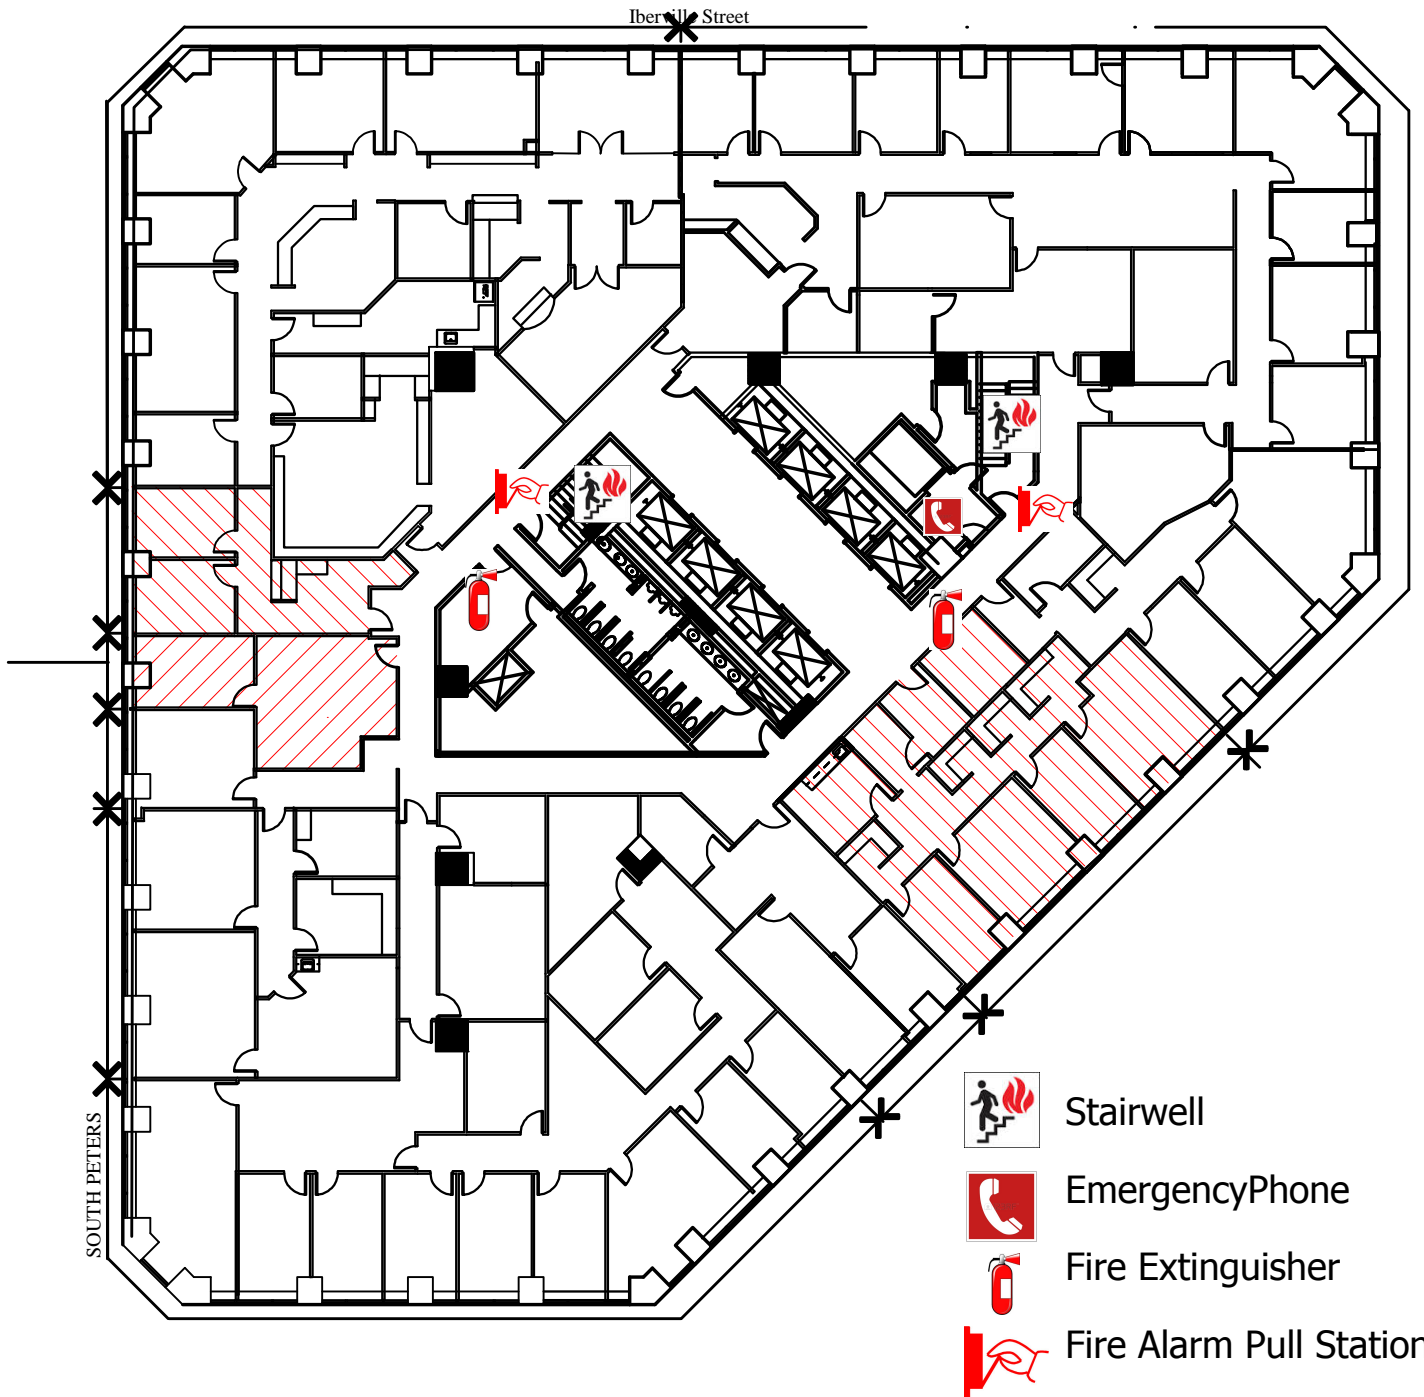 Iberville Street
SOUTH PETERS
Stairwell
EmergencyPhone
Fire Extinguisher
Fire Alarm Pull Station